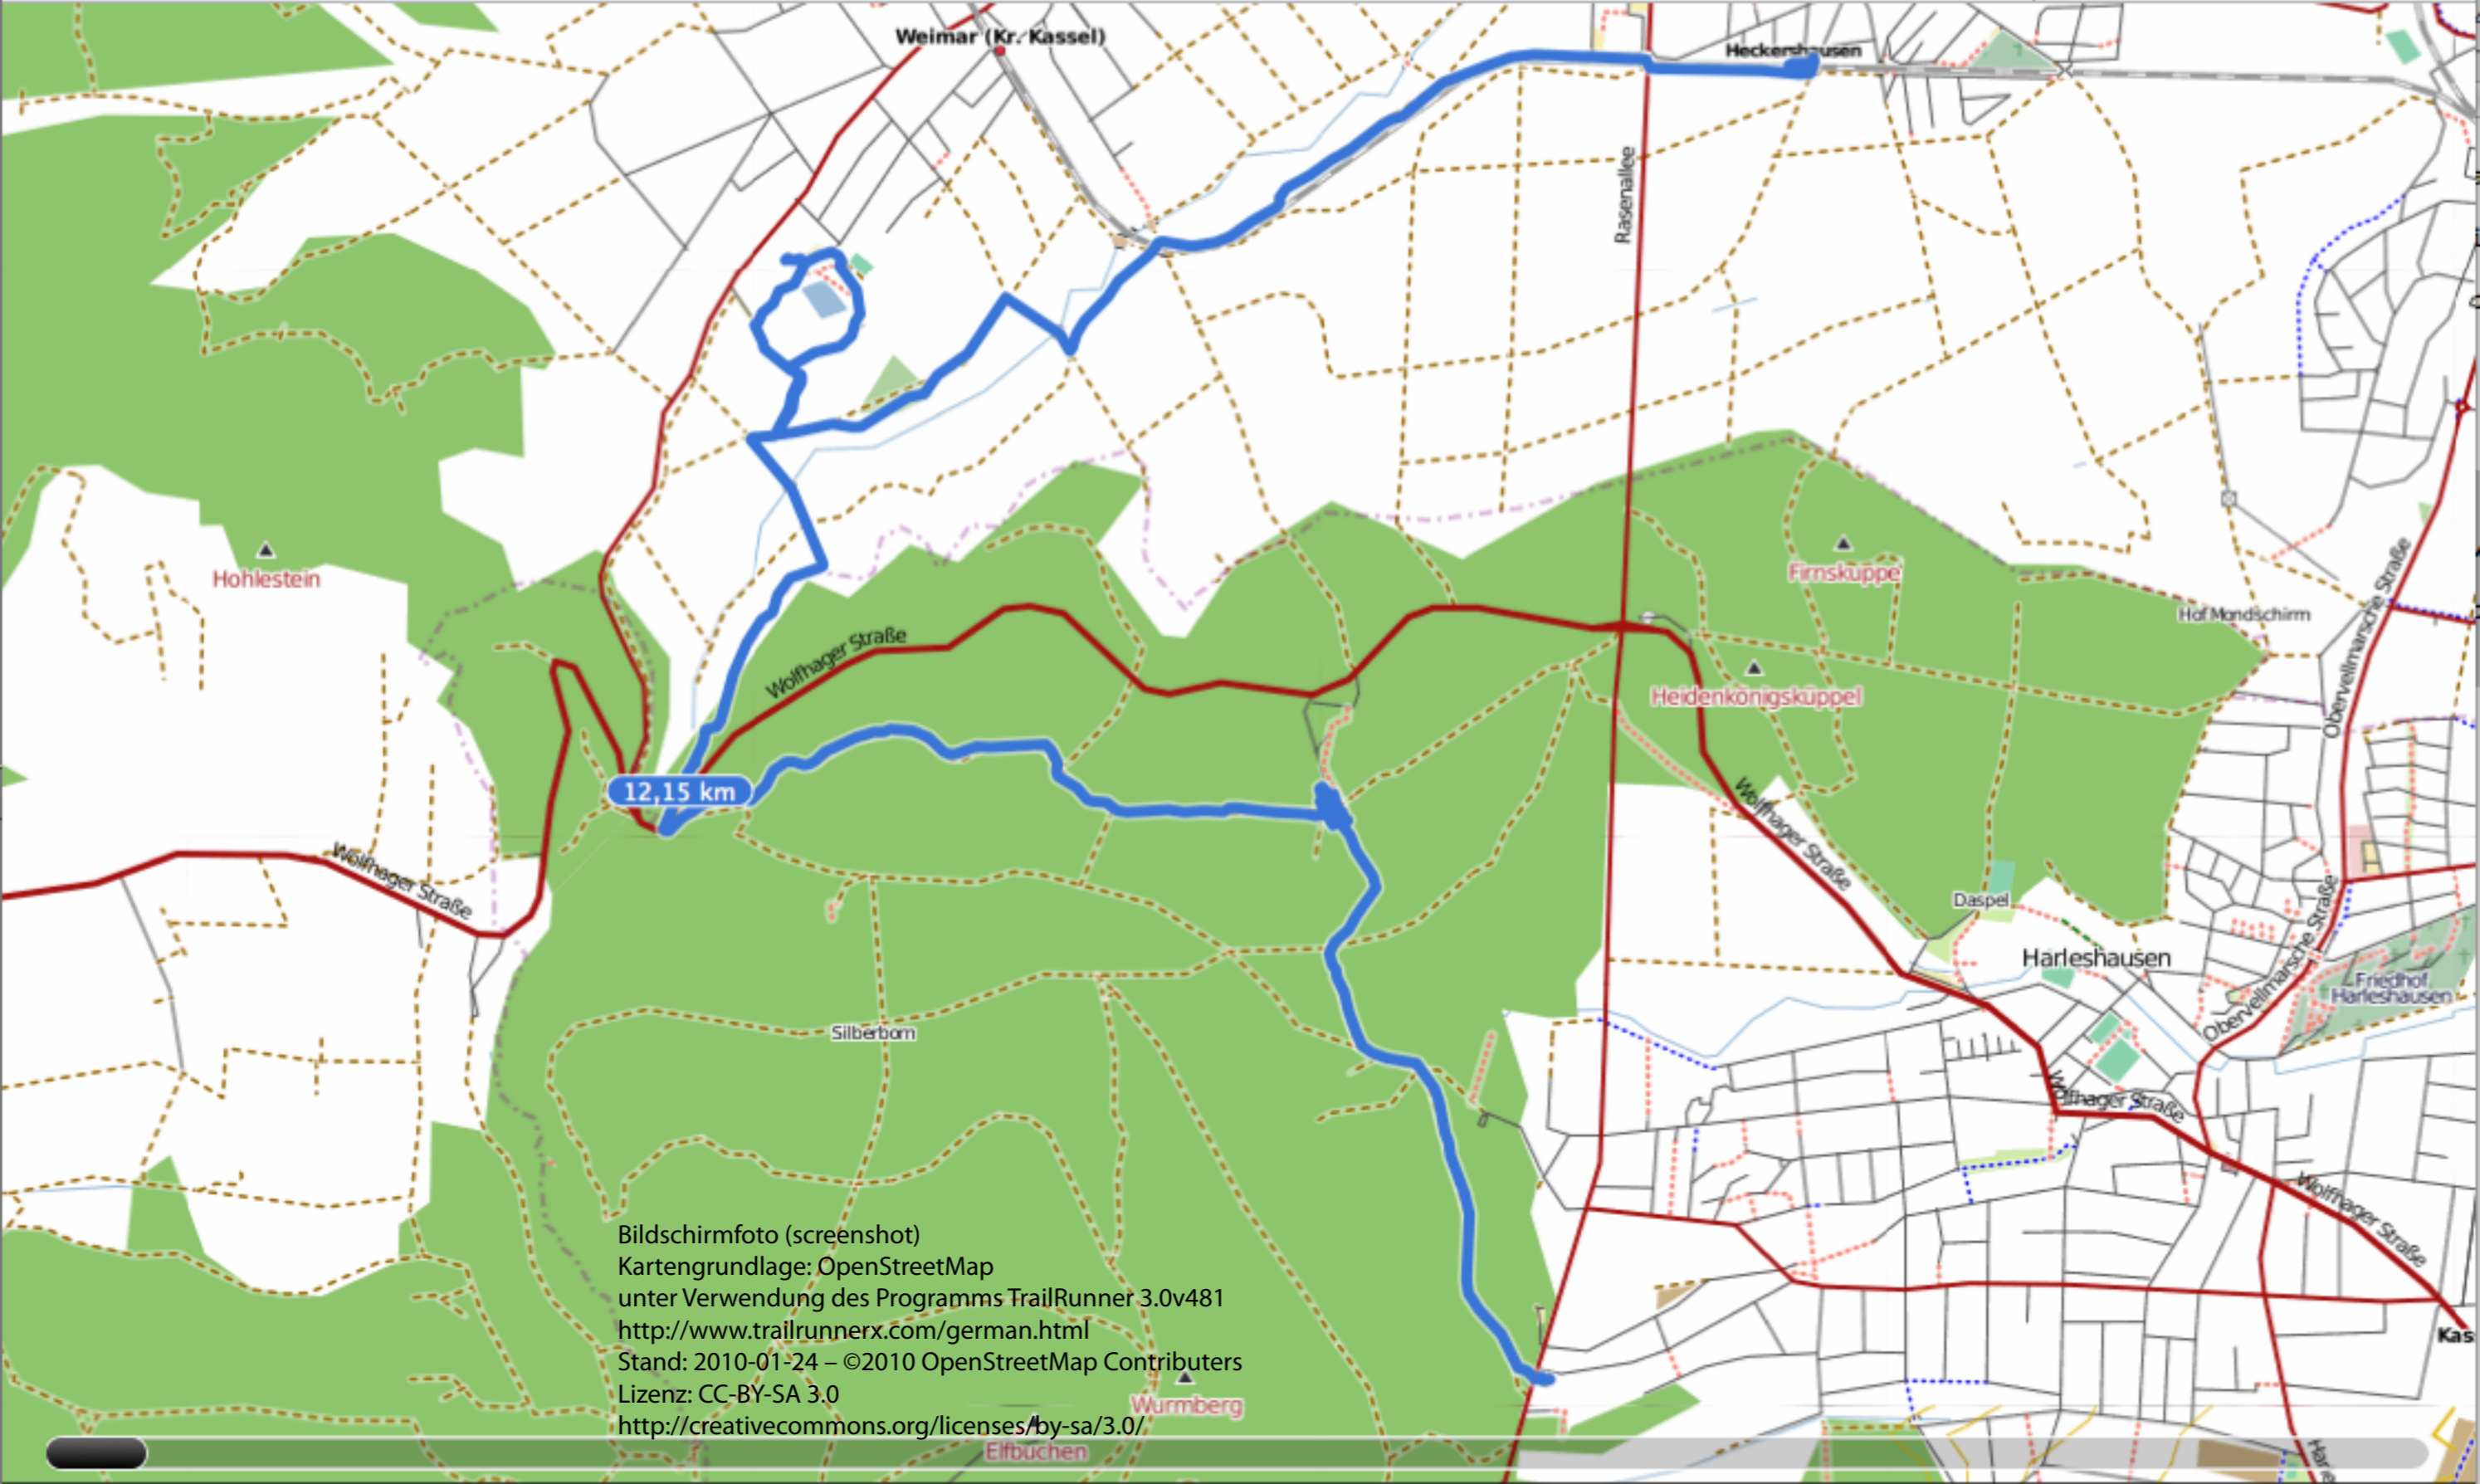 Weimar (Kr. Kassel)
Heckershausen
Rasenallee
Hohlestein
Firnskuppe
Hof Mondschirm
Obervellmarsche Straße
Wolfhager Straße
Heidenkönigsküppel
12,15 km
Wolfhager Straße
Wolfhager Straße
Daspel
Harleshausen
Obervellmarsche Straße
Friedhof
Harleshausen
Silberborn
Wolfhager Straße
Wolfhager Straße
Bildschirmfoto (screenshot)
Kartengrundlage: OpenStreetMap
unter Verwendung des Programms TrailRunner 3.0v481
http://www.trailrunnerx.com/german.html
Stand: 2010-01-24 – ©2010 OpenStreetMap Contributers
Lizenz: CC-BY-SA 3.0
http://creativecommons.org/licenses/by-sa/3.0/
Kas
Wurmberg
Elfbuchen